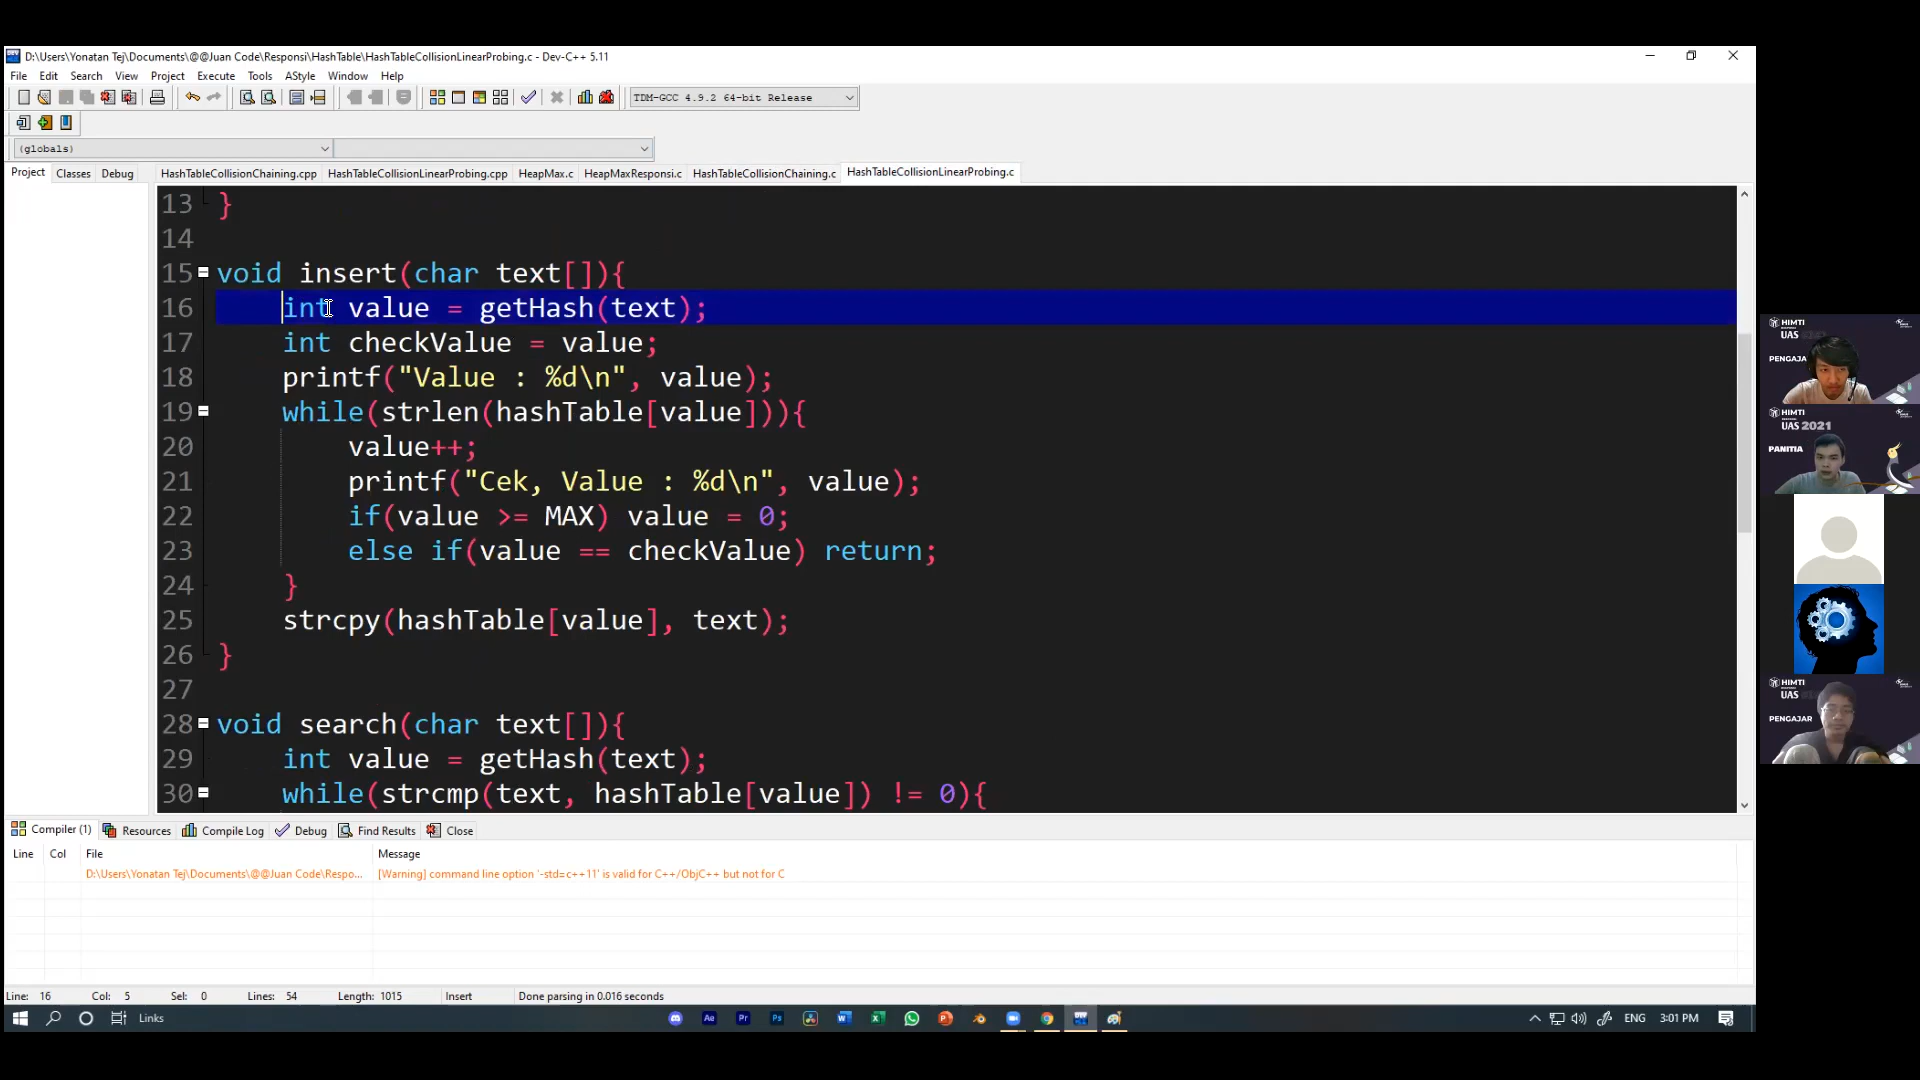 D:\Users\Yonatan Tej\Documents\@@Juan Code\Responsi\HashTable\HashTableCollisionLinearProbing.c - Dev-C++ 5.11
File Edit Search View Project Execute Tools AStyle Window Help
TDM-GCC 4.9.2 64-bit Release
(globals)
Project Classes Debug
HashTableCollisionChaining.cpp HashTableCollisionLinearProbing.cpp HeapMax.c HeapMaxResponsi.c HashTableCollisionChaining.c HashTableCollisionLinearProbing.c
13 }
14
15 void insert(char text[]){
16 int value = getHash(text);
17 int checkValue = value;
18 printf("Value : %d\n", value);
19 while(strlen(hashTable[value])){
20 value++;
21 printf("Cek, Value : %d\n", value);
22 if(value >= MAX) value = 0;
23 else if(value == checkValue) return;
24 }
25 strcpy(hashTable[value], text);
26 }
27
28 void search(char text[]){
29 int value = getHash(text);
30 while(strcmp(text, hashTable[value]) != 0){
HIMTI
UAS
PENGAJA
HIMTI
UAS 2021
PANITIA
HIMTI
UAS
PENGAJAR
Compiler (1) Resources Compile Log Debug Find Results Close
Line Col File Message
D:\Users\Yonatan Tej\Documents\@@Juan Code\Respo... [Warning] command line option '-std=c++11' is valid for C++/ObjC++ but not for C
Line: 16 Col: 5 Sel: 0 Lines: 54 Length: 1015 Insert Done parsing in 0.016 seconds
Links
ENG 3:01 PM